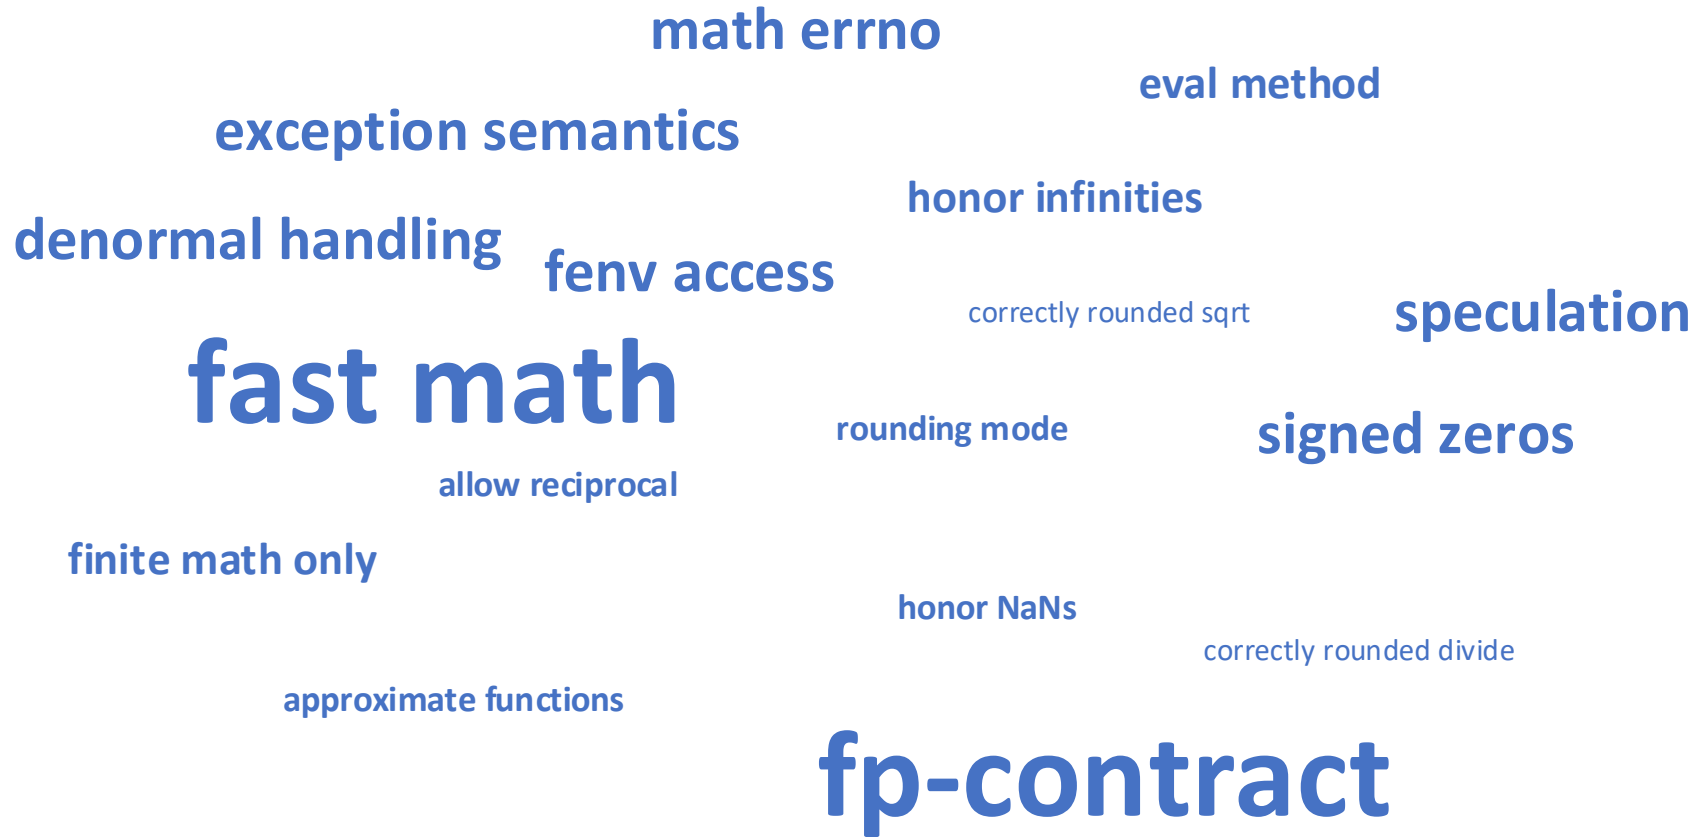 math errno
eval method
exception semantics
honor infinities
denormal handling
fenv access
correctly rounded sqrt
speculation
fast math
rounding mode
signed zeros
allow reciprocal
finite math only
honor NaNs
correctly rounded divide
approximate functions
fp-contract